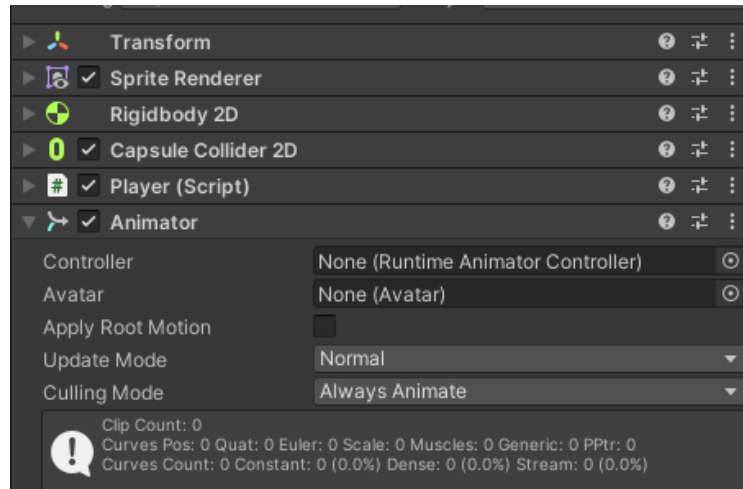 Transform
Sprite Renderer
Rigidbody 2D
Capsule Collider 2D
# Player (Script)
Animator
Controller None (Runtime Animator Controller)
Avatar None (Avatar)
Apply Root Motion
Update Mode Normal
Culling Mode Always Animate
Clip Count: 0
Curves Pos: 0 Quat: 0 Euler: 0 Scale: 0 Muscles: 0 Generic: 0 PPtr: 0
Curves Count: 0 Constant: 0 (0.0%) Dense: 0 (0.0%) Stream: 0 (0.0%)